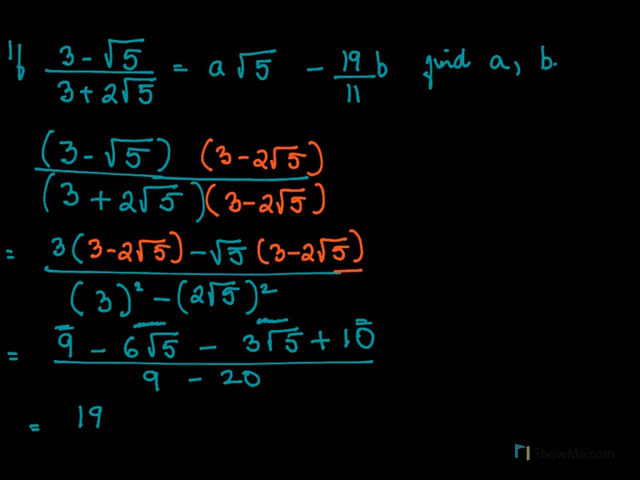 If (3 - √5)/(3 + 2√5) = a√5 - 19/11 b find a, b.
(3 - √5) (3 - 2√5)/(3 + 2√5)(3 - 2√5)
= 3(3 - 2√5) - √5 (3 - 2√5)/(3)² - (2√5)²
= 9 - 6√5 - 3√5 + 10/9 - 20
= 19
ShowMe.com